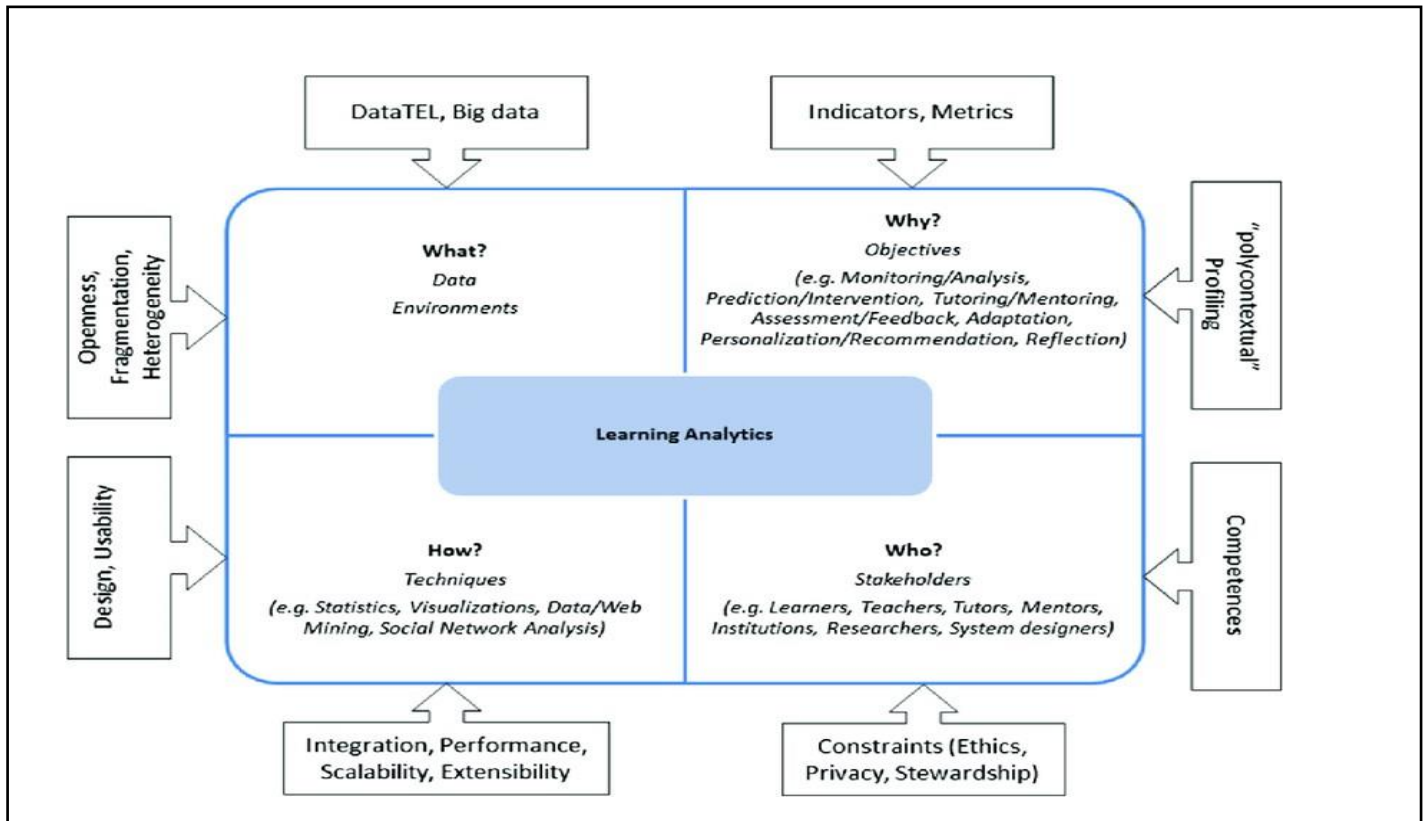 DataTEL, Big data
Indicators, Metrics
Openness,
Fragmentation,
Heterogeneity
What?
Data
Environments
Why?
Objectives
(e.g. Monitoring/Analysis,
Prediction/Intervention, Tutoring/Mentoring,
Assessment/Feedback, Adaptation,
Personalization/Recommendation, Reflection)
"polycontextual"
Profiling
Learning Analytics
Design, Usability
How?
Techniques
(e.g. Statistics, Visualizations, Data/Web
Mining, Social Network Analysis)
Who?
Stakeholders
(e.g. Learners, Teachers, Tutors, Mentors,
Institutions, Researchers, System designers)
Competences
Integration, Performance,
Scalability, Extensibility
Constraints (Ethics,
Privacy, Stewardship)